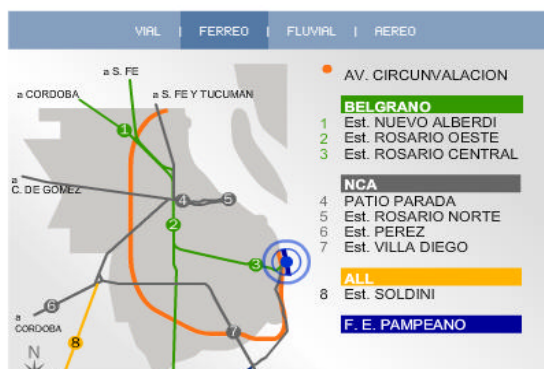 VIAL | FERREO | FLUVIAL | AEREO
a S. FE
a CORDOBA
a S. FE Y TUCUMAN
a
C. DE GOMEZ
a
CORDOBA
N
1
2
3
4
5
6
7
8
AV. CIRCUNVALACION
BELGRANO
1 Est. NUEVO ALBERDI
2 Est. ROSARIO OESTE
3 Est. ROSARIO CENTRAL
NCA
4 PATIO PARADA
5 Est. ROSARIO NORTE
6 Est. PEREZ
7 Est. VILLA DIEGO
ALL
8 Est. SOLDINI
F. E. PAMPEANO